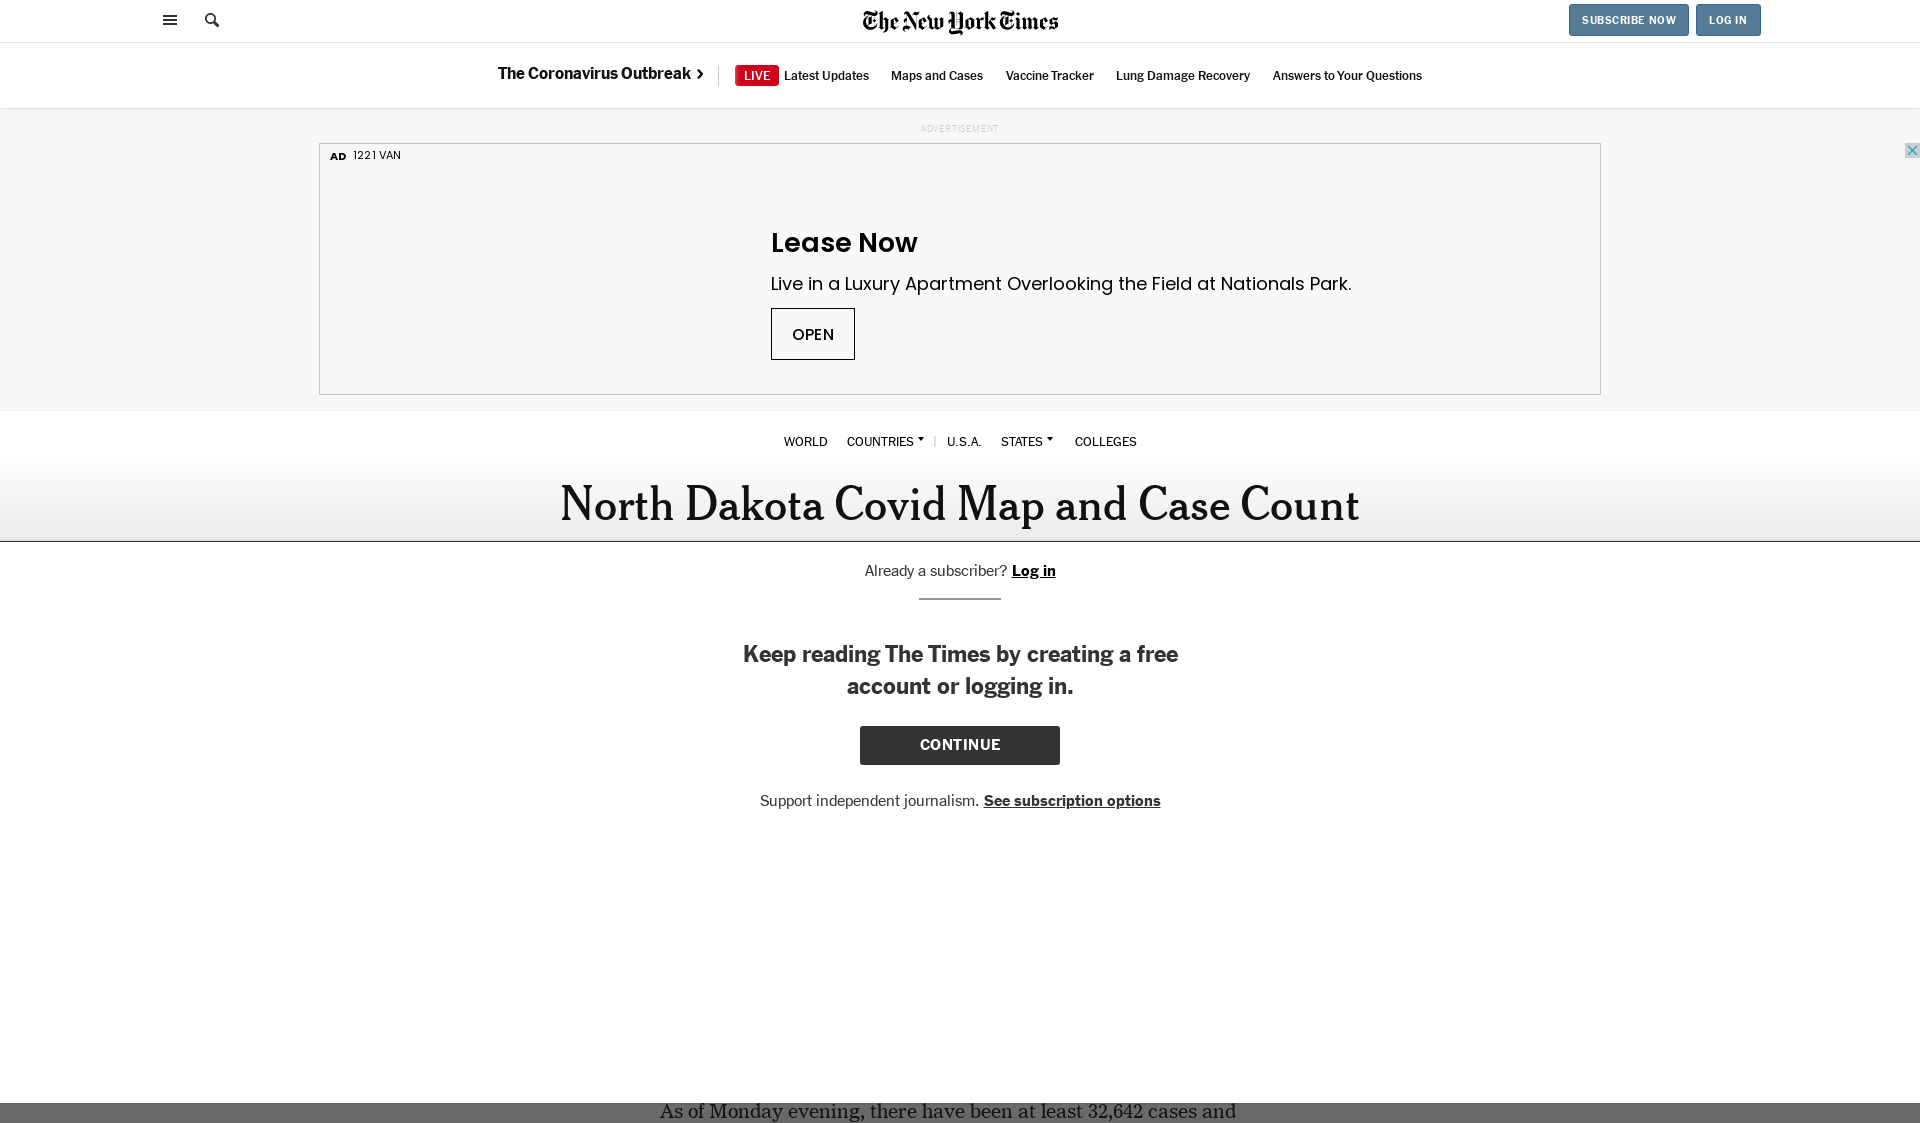 The New York Times
SUBSCRIBE NOW
LOG IN
The Coronavirus Outbreak
LIVE Latest Updates
Maps and Cases
Vaccine Tracker
Lung Damage Recovery
Answers to Your Questions
ADVERTISEMENT
AD 1221 VAN
Lease Now
Live in a Luxury Apartment Overlooking the Field at Nationals Park.
OPEN
WORLD COUNTRIES | U.S.A. STATES COLLEGES
North Dakota Covid Map and Case Count
Already a subscriber? Log in
Keep reading The Times by creating a free
account or logging in.
CONTINUE
Support independent journalism. See subscription options
As of Monday evening, there have been at least 32,642 cases and